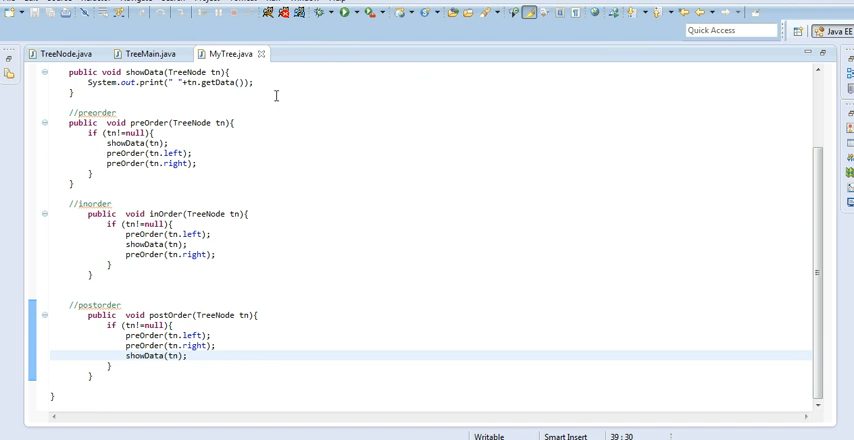 Quick Access
Java EE
TreeNode.java
TreeMain.java
MyTree.java
public void showData(TreeNode tn){
System.out.print(" "+tn.getData());
}
//preorder
public void preOrder(TreeNode tn){
if (tn!=null){
showData(tn);
preOrder(tn.left);
preOrder(tn.right);
}
}
//inorder
public void inOrder(TreeNode tn){
if (tn!=null){
preOrder(tn.left);
showData(tn);
preOrder(tn.right);
}
}
//postorder
public void postOrder(TreeNode tn){
if (tn!=null){
preOrder(tn.left);
preOrder(tn.right);
showData(tn);
}
}
}
Writable
Smart Insert
39 : 30